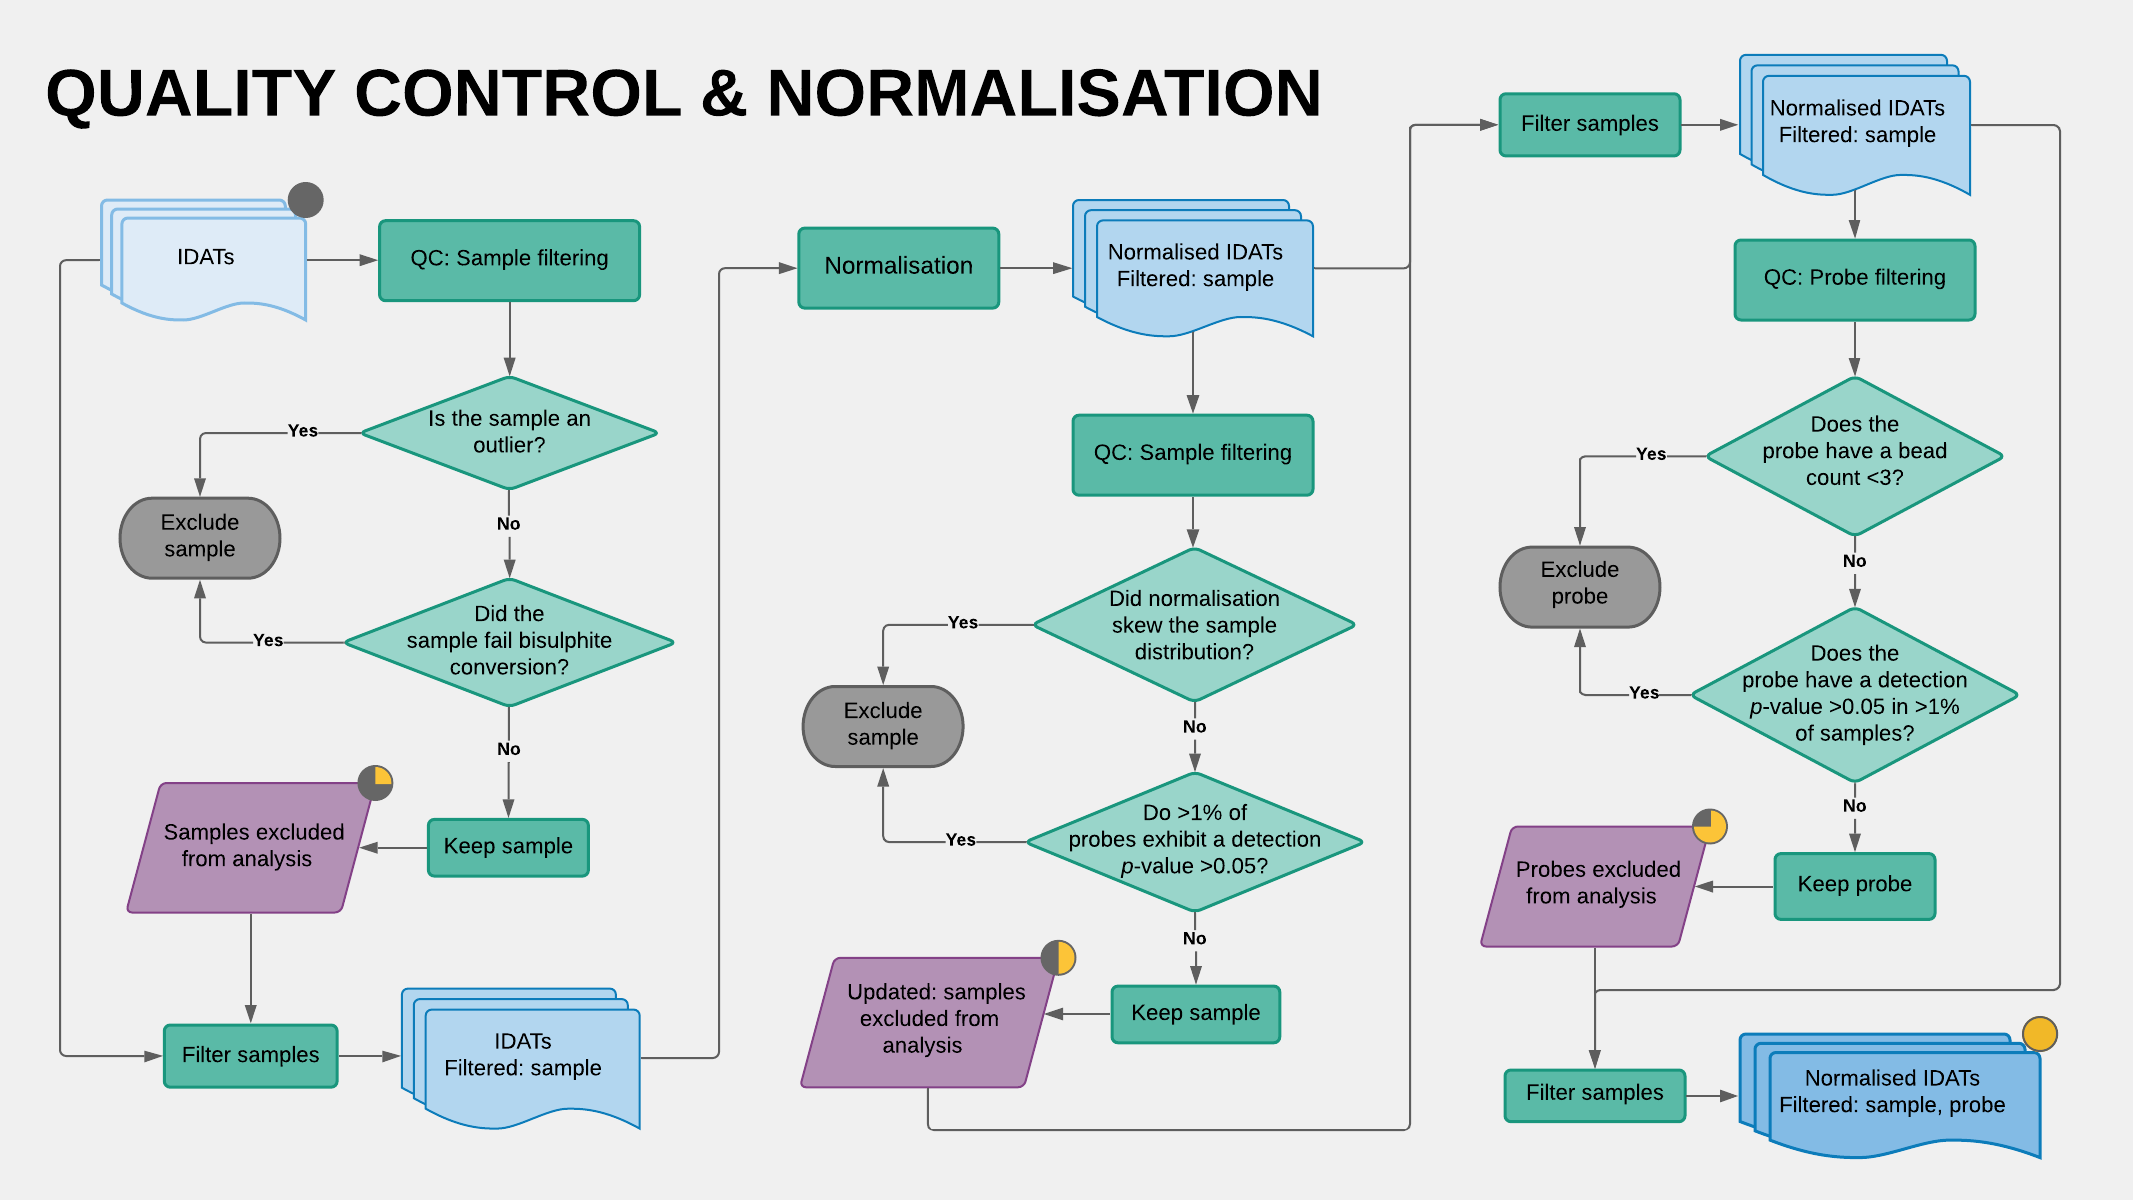 QUALITY CONTROL & NORMALISATION
IDATs
QC: Sample filtering
Is the sample an
outlier?
Yes
No
Exclude
sample
Did the
sample fail bisulphite
conversion?
Yes
No
Samples excluded
from analysis
Keep sample
Filter samples
IDATs
Filtered: sample
Normalisation
Normalised IDATs
Filtered: sample
QC: Sample filtering
Did normalisation
skew the sample
distribution?
Yes
No
Exclude
sample
Do >1% of
probes exhibit a detection
p-value >0.05?
Yes
No
Updated: samples
excluded from
analysis
Keep sample
Filter samples
Normalised IDATs
Filtered: sample
QC: Probe filtering
Does the
probe have a bead
count <3?
Yes
No
Exclude
probe
Does the
probe have a detection
p-value >0.05 in >1%
of samples?
Yes
No
Probes excluded
from analysis
Keep probe
Filter samples
Normalised IDATs
Filtered: sample, probe